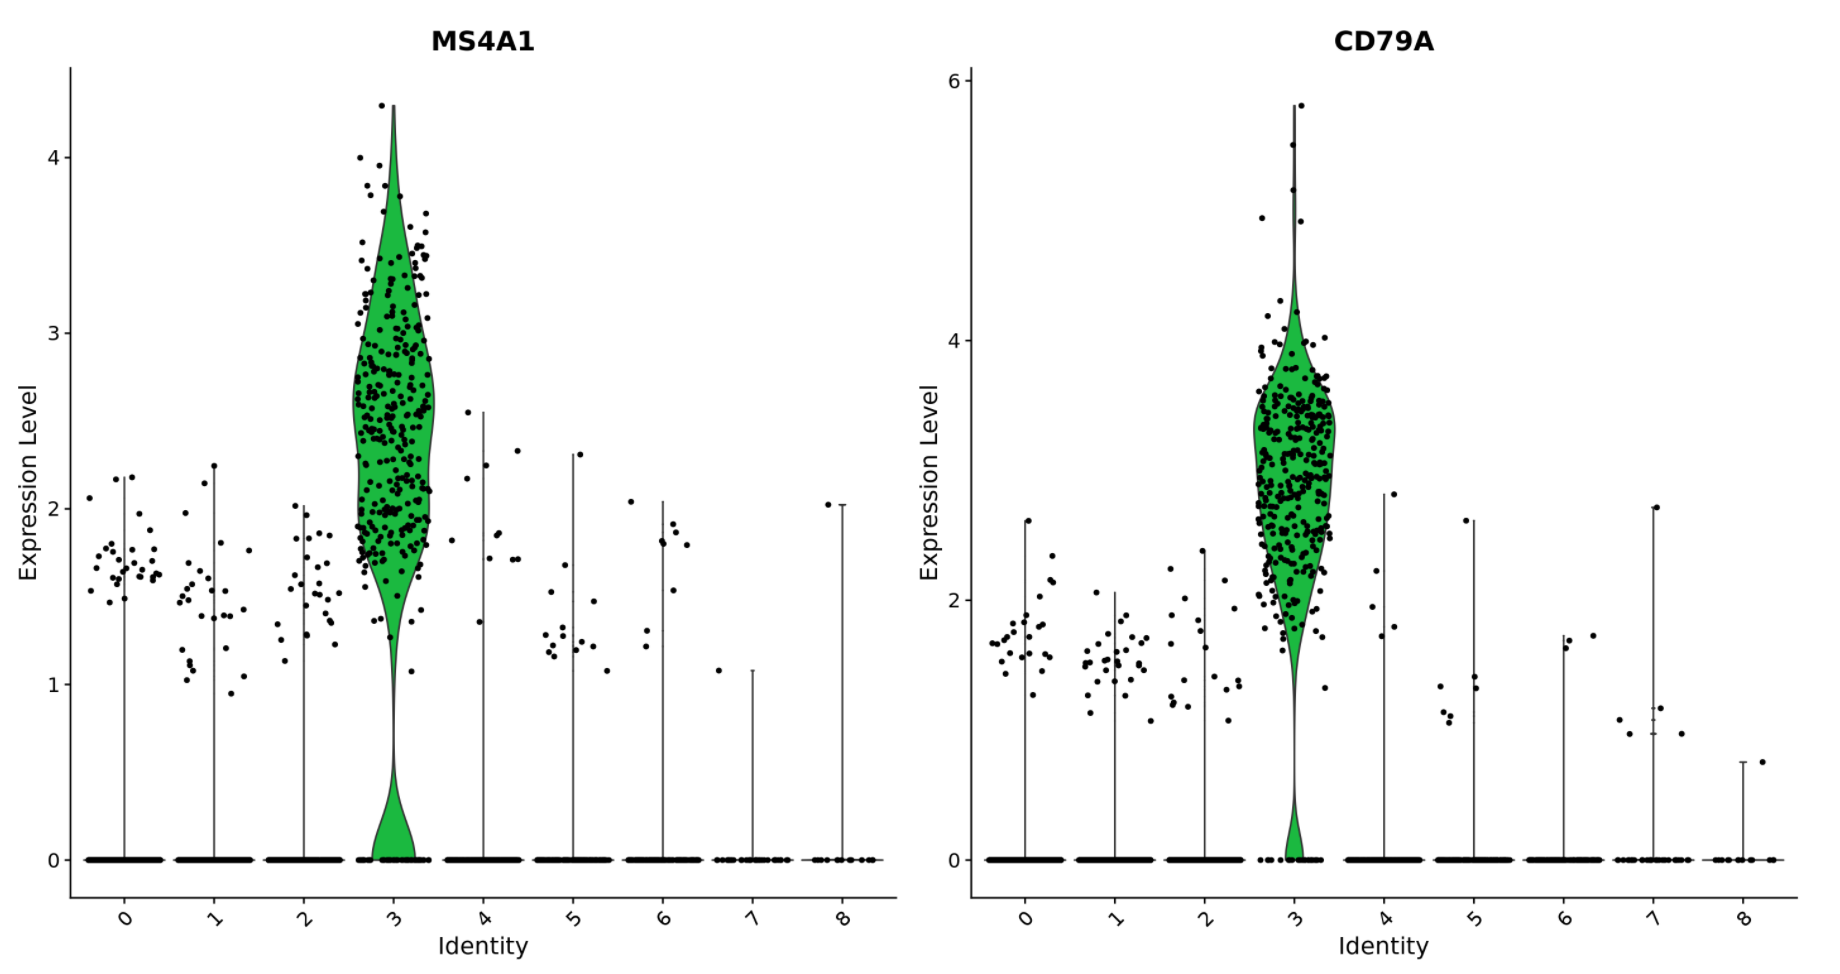 MS4A1
Expression Level
4
3
2
1
0
0 1 2 3 4 5 6 7 8
Identity
CD79A
Expression Level
6
4
2
0
0 1 2 3 4 5 6 7 8
Identity